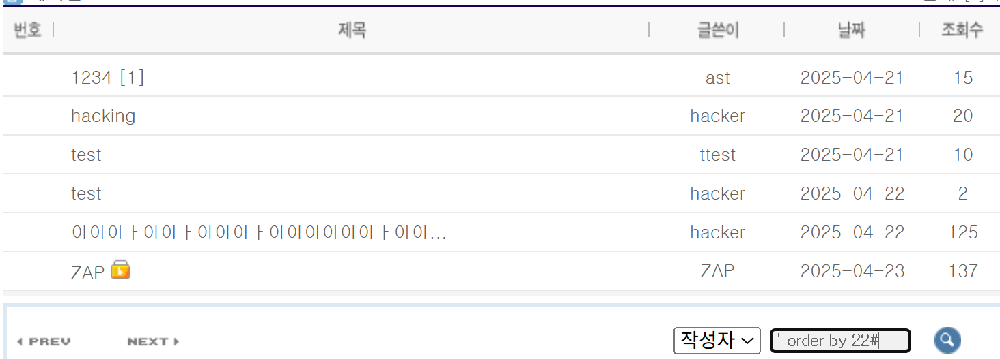 번호 | 제목 | 글쓴이 | 날짜 | 조회수
1234 [1] ast 2025-04-21 15
hacking hacker 2025-04-21 20
test ttest 2025-04-21 10
test hacker 2025-04-22 2
아아아ㅏ아아ㅏ아아아ㅏ아아아아아아ㅏ아아... hacker 2025-04-22 125
ZAP ZAP 2025-04-23 137
PREV NEXT 작성자 ' order by 22#